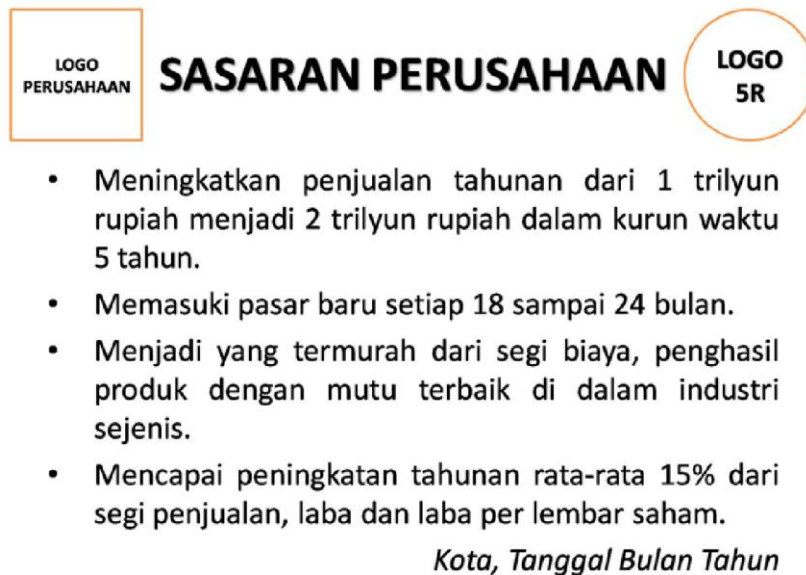 LOGO
PERUSAHAAN
SASARAN PERUSAHAAN
LOGO
5R
• Meningkatkan penjualan tahunan dari 1 trilyun
rupiah menjadi 2 trilyun rupiah dalam kurun waktu
5 tahun.
• Memasuki pasar baru setiap 18 sampai 24 bulan.
• Menjadi yang termurah dari segi biaya, penghasil
produk dengan mutu terbaik di dalam industri
sejenis.
• Mencapai peningkatan tahunan rata-rata 15% dari
segi penjualan, laba dan laba per lembar saham.
Kota, Tanggal Bulan Tahun